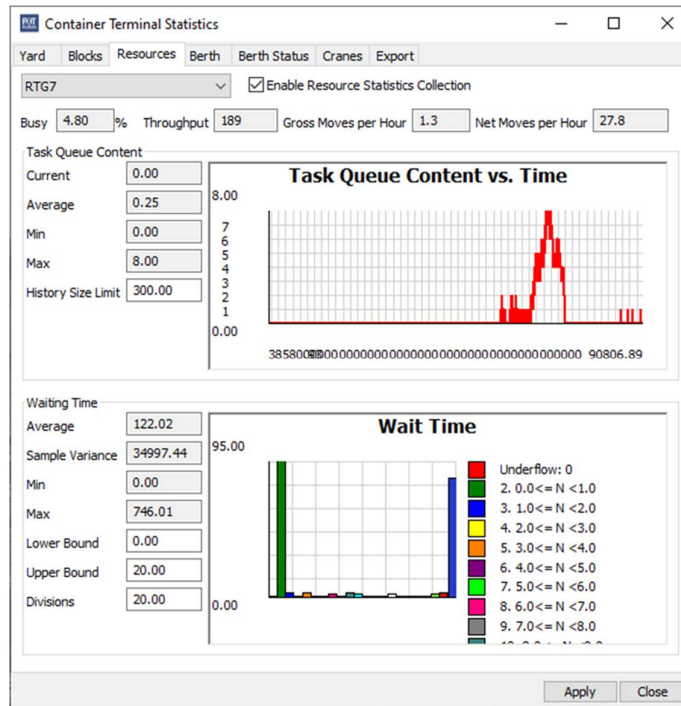 Container Terminal Statistics
Yard Blocks Resources Berth Berth Status Cranes Export
RTG7 Enable Resource Statistics Collection
Busy 4.80 % Throughput 189 Gross Moves per Hour 1.3 Net Moves per Hour 27.8
Task Queue Content
Current 0.00
Average 0.25
Min 0.00
Max 8.00
History Size Limit 300.00
Task Queue Content vs. Time
8.00
7
6
5
4
3
2
1
0.00
90806.89
Waiting Time
Average 122.02
Sample Variance 34997.44
Min 0.00
Max 746.01
Lower Bound 0.00
Upper Bound 20.00
Divisions 20.00
Wait Time
95.00
0.00
Underflow: 0
2. 0.0<= N <1.0
3. 1.0<= N <2.0
4. 2.0<= N <3.0
5. 3.0<= N <4.0
6. 4.0<= N <5.0
7. 5.0<= N <6.0
8. 6.0<= N <7.0
9. 7.0<= N <8.0
Apply Close